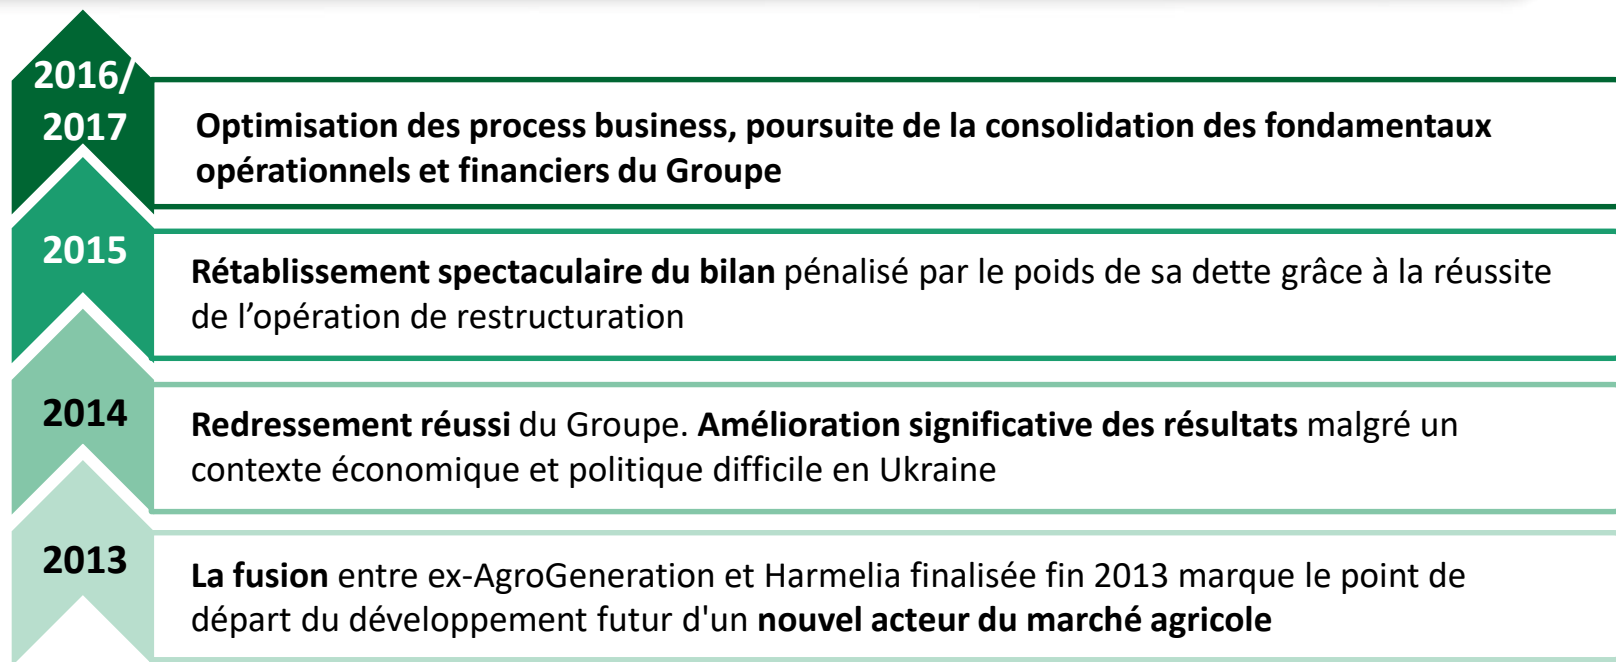 2016/
2017
Optimisation des process business, poursuite de la consolidation des fondamentaux
opérationnels et financiers du Groupe
2015
Rétablissement spectaculaire du bilan pénalisé par le poids de sa dette grâce à la réussite
de l’opération de restructuration
2014
Redressement réussi du Groupe. Amélioration significative des résultats malgré un
contexte économique et politique difficile en Ukraine
2013
La fusion entre ex-AgroGeneration et Harmelia finalisée fin 2013 marque le point de
départ du développement futur d'un nouvel acteur du marché agricole